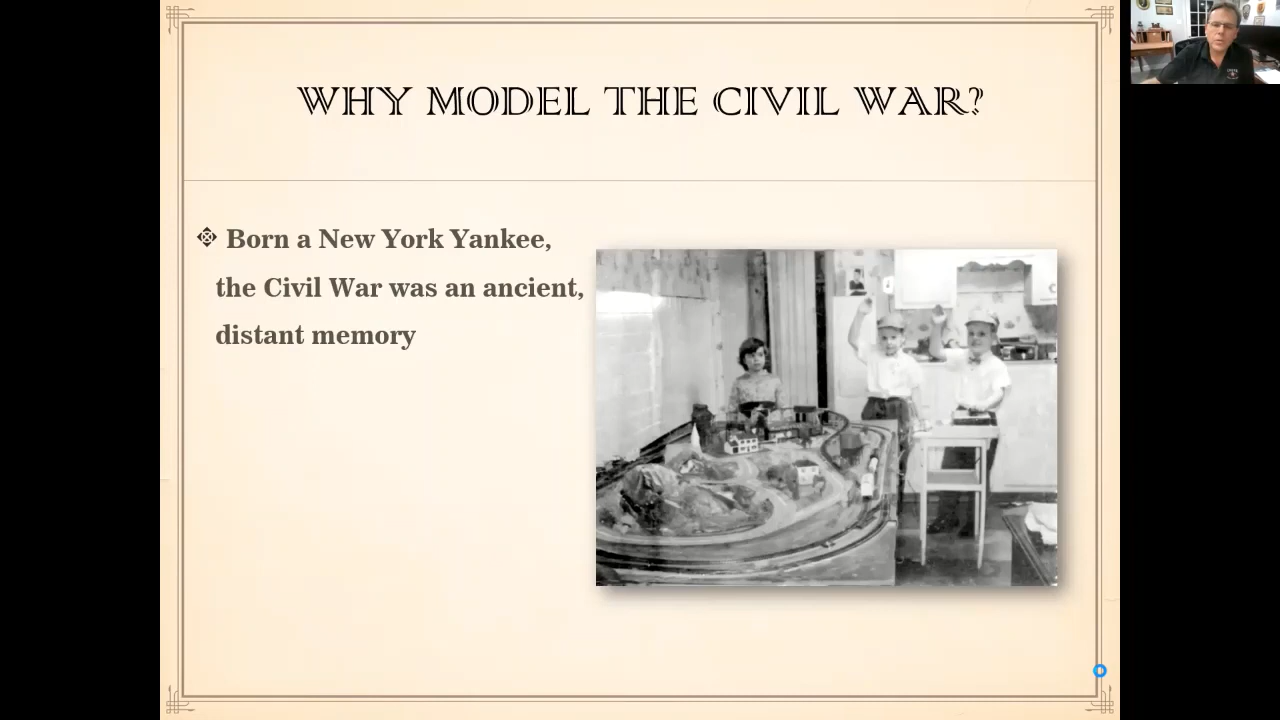 WHY MODEL THE CIVIL WAR?
Born a New York Yankee,
the Civil War was an ancient,
distant memory